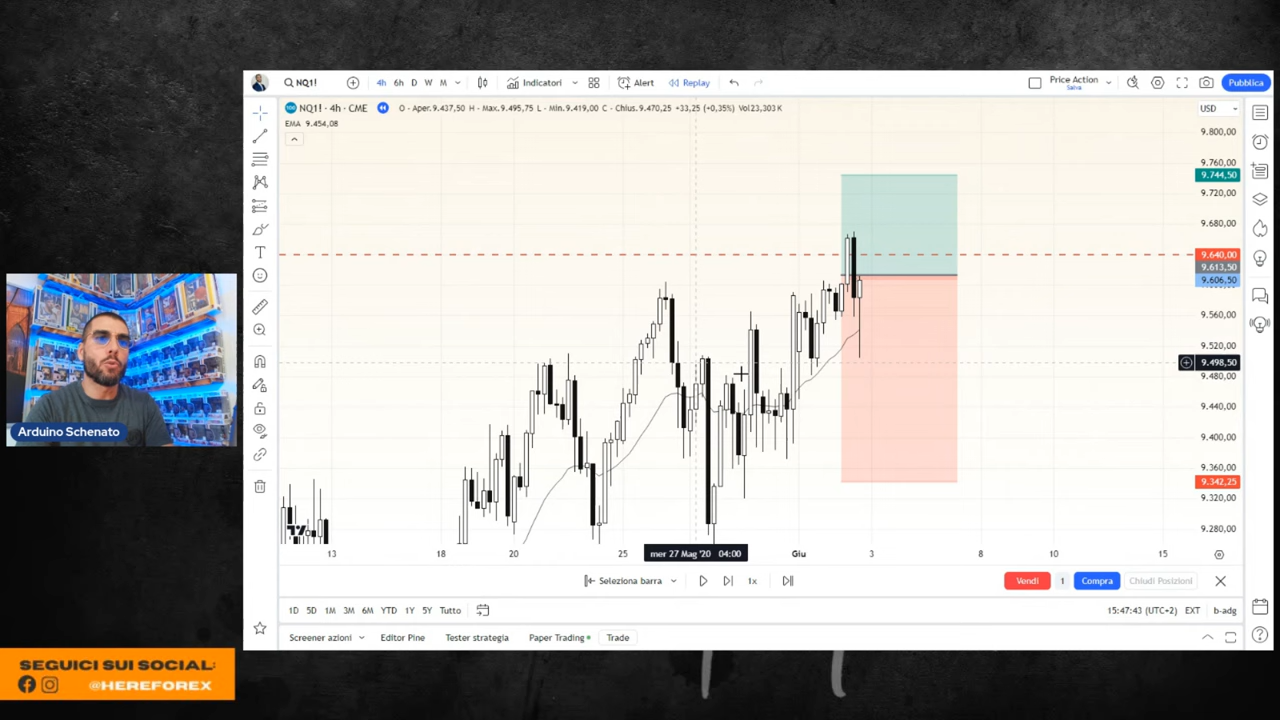 NQ1!
4h 6h D W M
Indicatori
Alert
Replay
Price Action
Salva
Pubblica
NQ1! · 4h · CME
O - Aper.9.437,50 H - Max.9.495,75 L - Min.9.419,00 C - Chius.9.470,25 +33,25 (+0,35%) Vol23,303 K
EMA 9.454,08
USD
9.800,00
9.760,00
9.744,50
9.720,00
9.680,00
9.640,00
9.613,50
9.606,50
9.560,00
9.520,00
9.498,50
9.480,00
9.440,00
9.400,00
9.360,00
9.342,25
9.320,00
9.280,00
Arduino Schenato
13 18 20 25 mer 27 Mag '20 04:00 Giu 3 8 10 15
Seleziona barra
1x
Vendi 1 Compra Chiudi Posizioni
1D 5D 1M 3M 6M YTD 1Y 5Y Tutto
15:47:43 (UTC+2) EXT b-adg
Screener azioni Editor Pine Tester strategia Paper Trading Trade
SEGUICI SUI SOCIAL:
@HEREFOREX